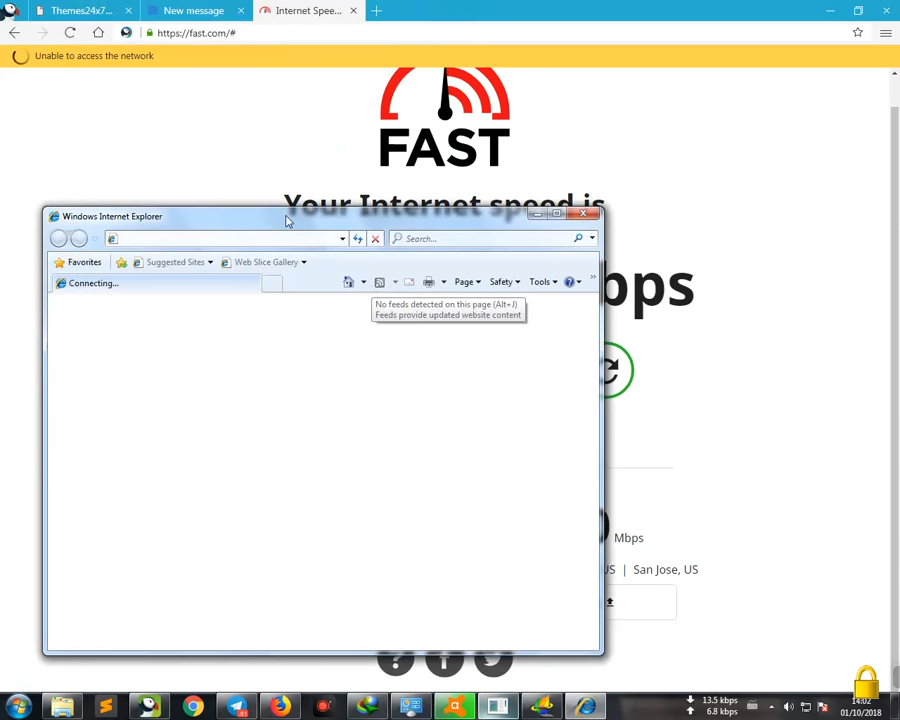 Themes24x7...
New message
Internet Spee...
https://fast.com/#
Unable to access the network
FAST
Your Internet speed is
Windows Internet Explorer
Search...
Favorites
Suggested Sites
Web Slice Gallery
Connecting...
Page
Safety
Tools
No feeds detected on this page (Alt+J)
Feeds provide updated website content
bps
Mbps
US | San Jose, US
13.5 kbps
6.8 kbps
14:02
01/10/2018